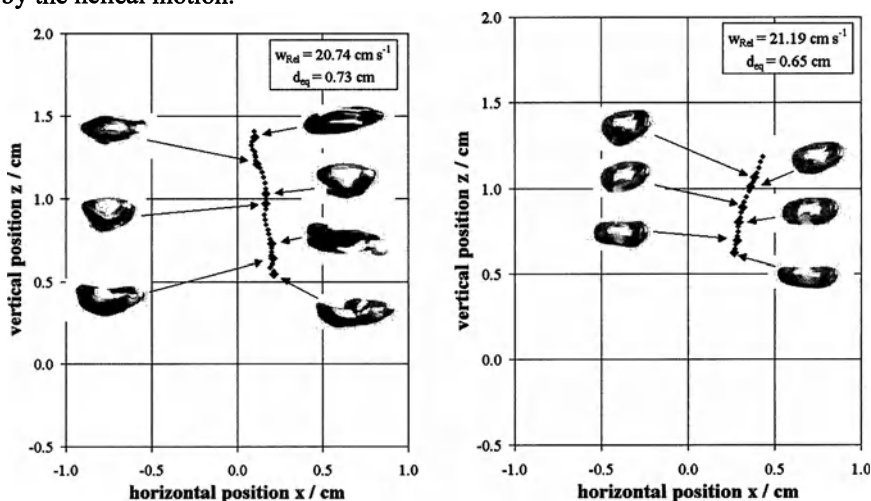 by the helical motion.
w_Rel = 20.74 cm s⁻¹
d_eq = 0.73 cm
vertical position z / cm
2.0
1.5
1.0
0.5
0.0
-0.5
-1.0 -0.5 0.0 0.5 1.0
horizontal position x / cm
w_Rel = 21.19 cm s⁻¹
d_eq = 0.65 cm
vertical position z / cm
2.0
1.5
1.0
0.5
0.0
-0.5
-1.0 -0.5 0.0 0.5 1.0
horizontal position x / cm